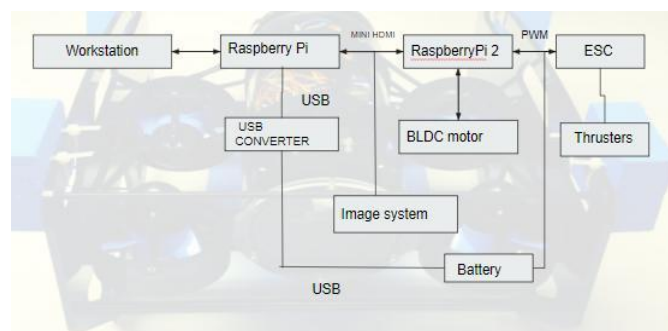 Workstation
Raspberry Pi
MINI HDMI
RaspberryPi 2
PWM
ESC
USB
USB
CONVERTER
BLDC motor
Thrusters
Image system
Battery
USB